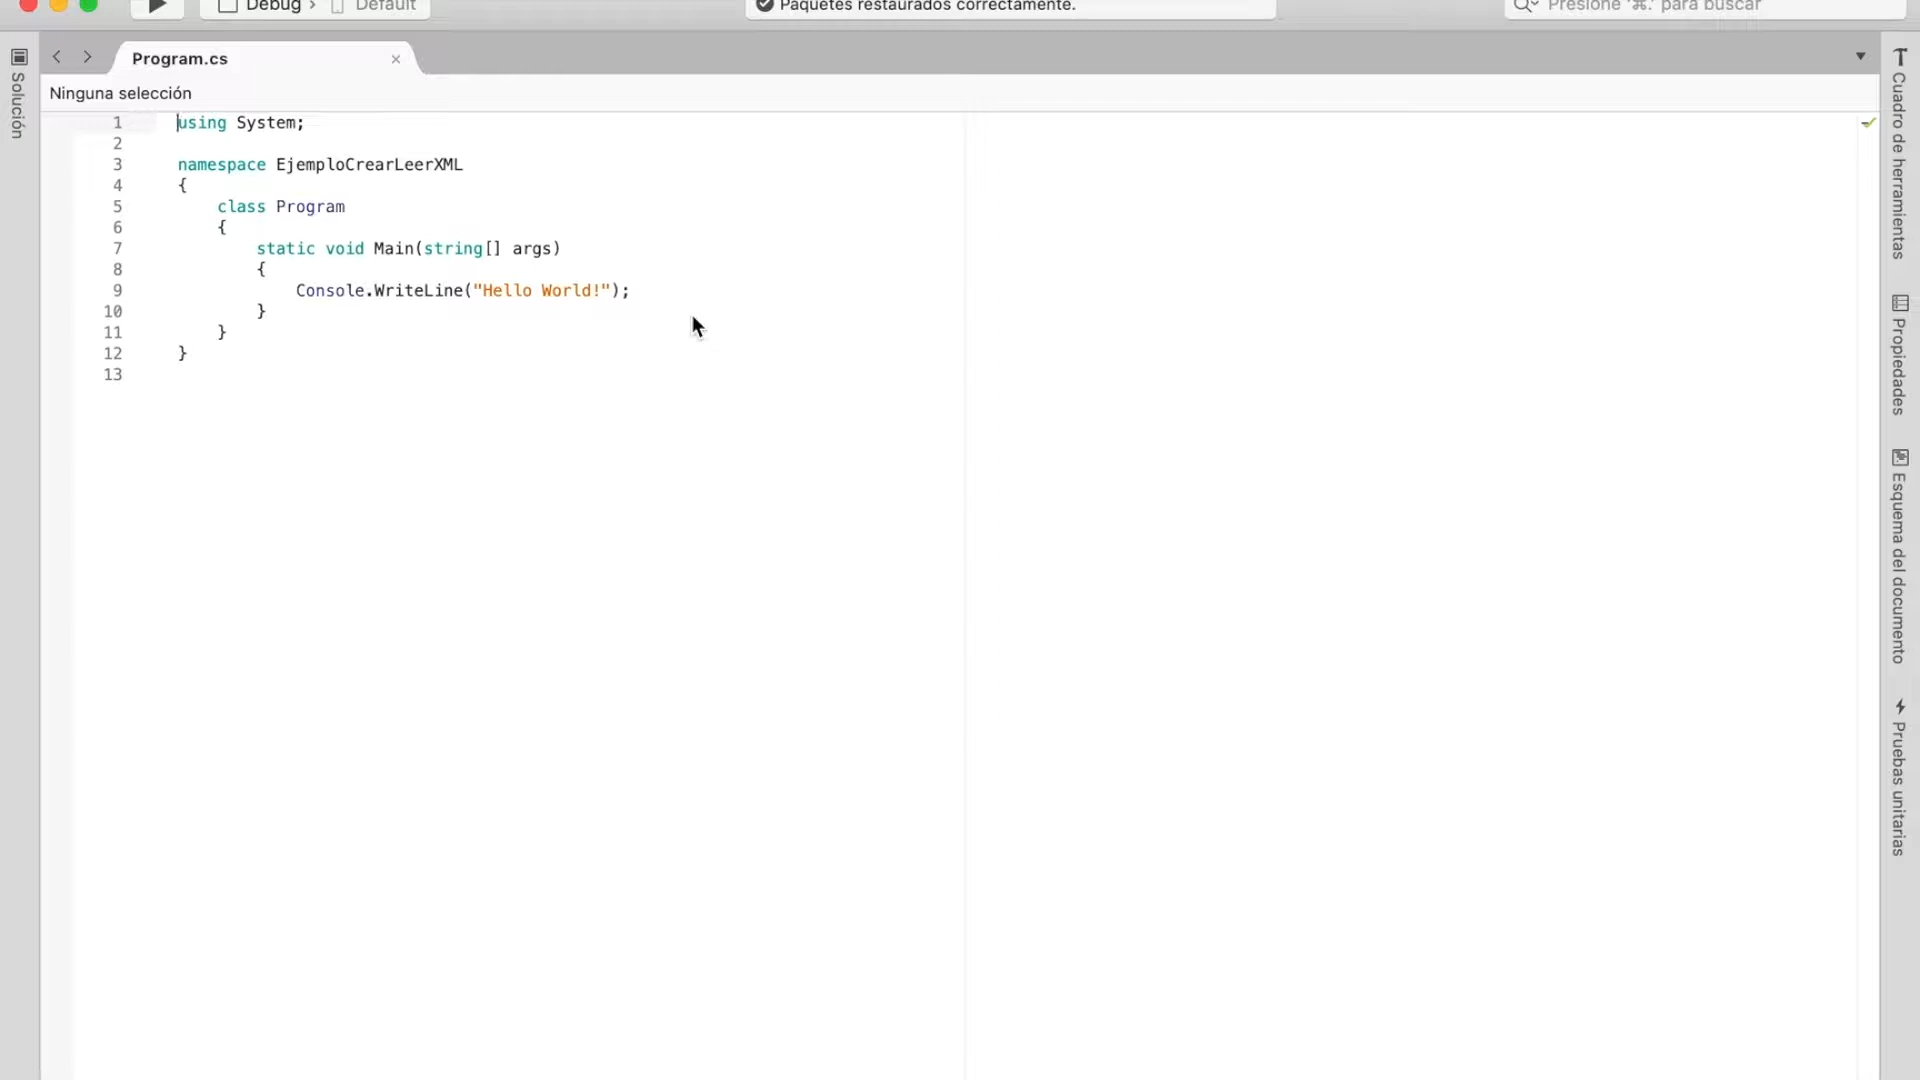 Debug › Default
Paquetes restaurados correctamente.
Presione '⌘.' para buscar
Solución
Program.cs
Ninguna selección
1 using System;
2
3 namespace EjemploCrearLeerXML
4 {
5 class Program
6 {
7 static void Main(string[] args)
8 {
9 Console.WriteLine("Hello World!");
10 }
11 }
12 }
13
Cuadro de herramientas
Propiedades
Esquema del documento
Pruebas unitarias